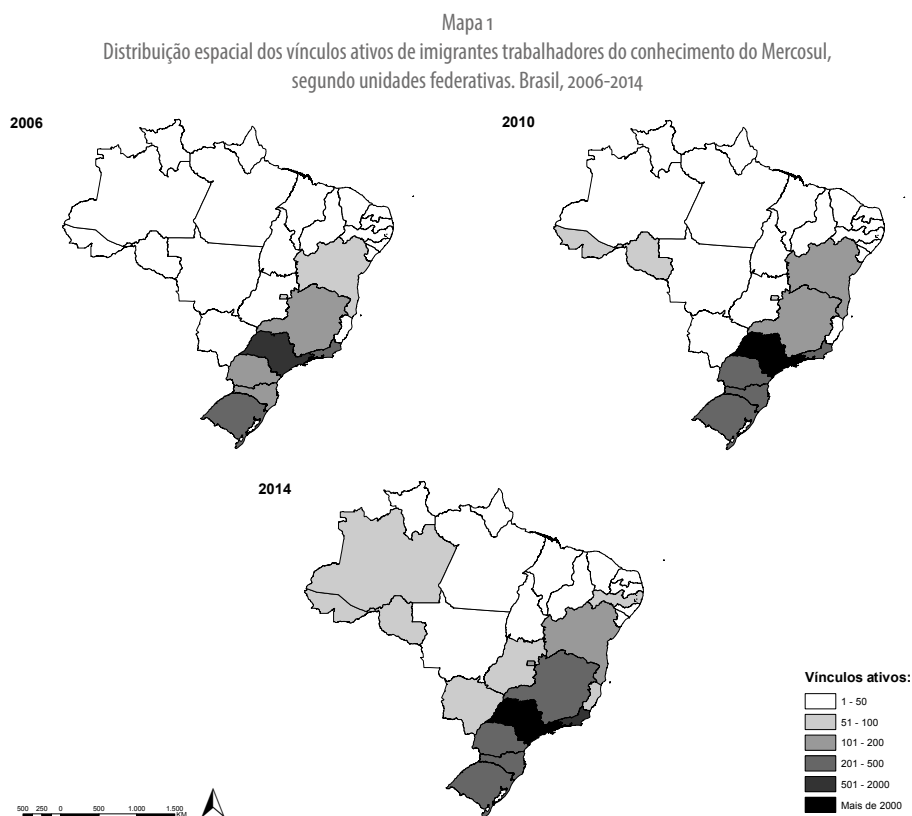 Mapa 1
Distribuição espacial dos vínculos ativos de imigrantes trabalhadores do conhecimento do Mercosul,
segundo unidades federativas. Brasil, 2006-2014
2006
2010
2014
Vínculos ativos:
1 - 50
51 - 100
101 - 200
201 - 500
501 - 2000
Mais de 2000
500 250 0 500 1.000 1.500
KM